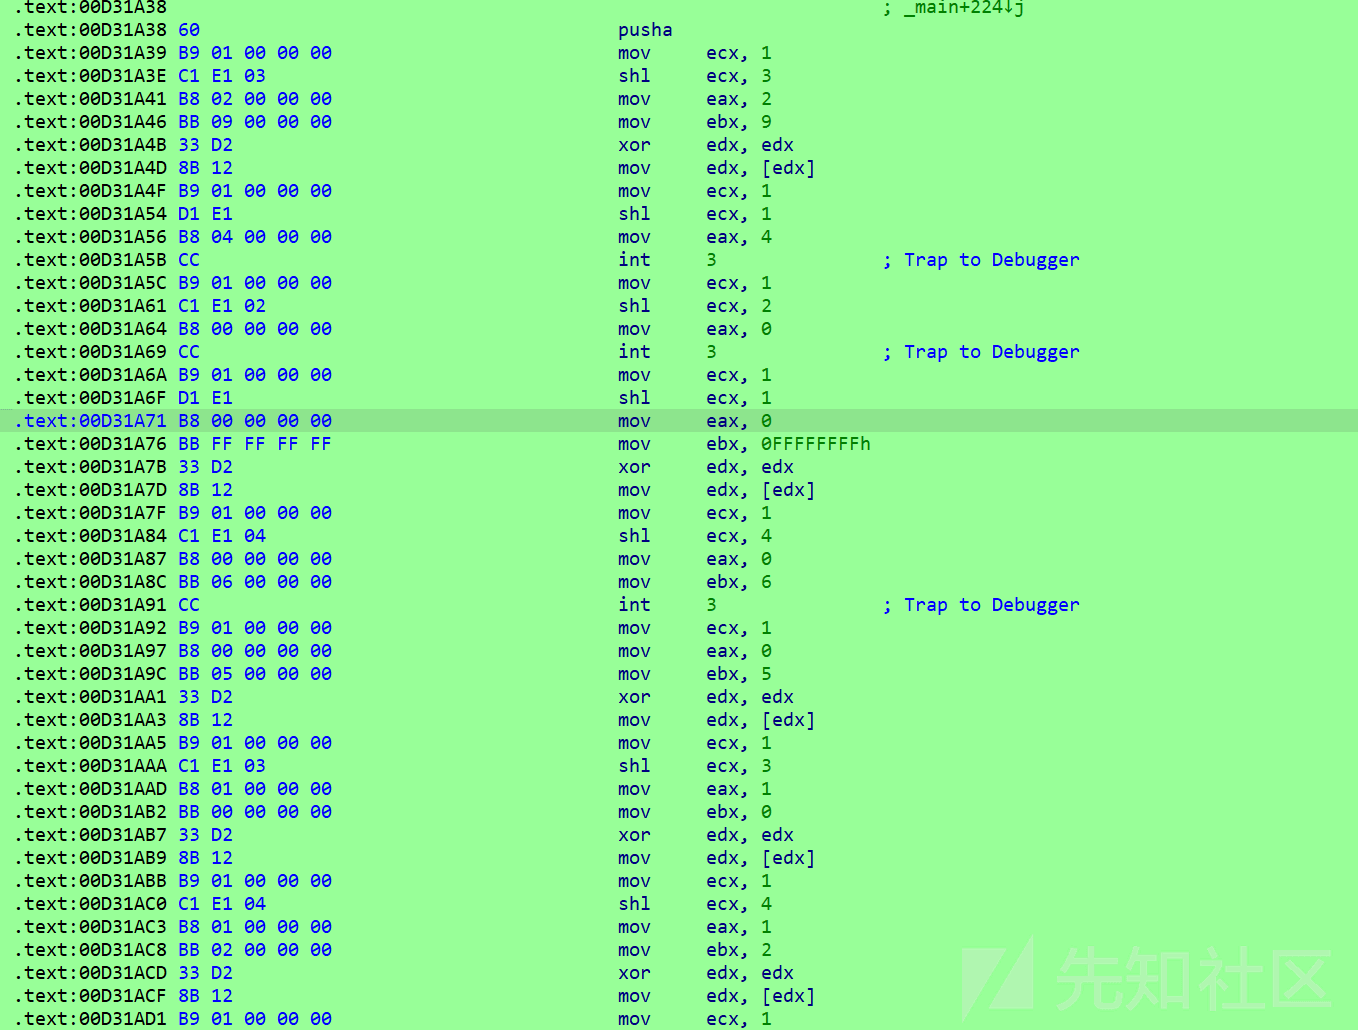 .text:00D31A38 ; _main+224↓j
.text:00D31A38 60 pusha
.text:00D31A39 B9 01 00 00 00 mov ecx, 1
.text:00D31A3E C1 E1 03 shl ecx, 3
.text:00D31A41 B8 02 00 00 00 mov eax, 2
.text:00D31A46 BB 09 00 00 00 mov ebx, 9
.text:00D31A4B 33 D2 xor edx, edx
.text:00D31A4D 8B 12 mov edx, [edx]
.text:00D31A4F B9 01 00 00 00 mov ecx, 1
.text:00D31A54 D1 E1 shl ecx, 1
.text:00D31A56 B8 04 00 00 00 mov eax, 4
.text:00D31A5B CC int 3 ; Trap to Debugger
.text:00D31A5C B9 01 00 00 00 mov ecx, 1
.text:00D31A61 C1 E1 02 shl ecx, 2
.text:00D31A64 B8 00 00 00 00 mov eax, 0
.text:00D31A69 CC int 3 ; Trap to Debugger
.text:00D31A6A B9 01 00 00 00 mov ecx, 1
.text:00D31A6F D1 E1 shl ecx, 1
.text:00D31A71 B8 00 00 00 00 mov eax, 0
.text:00D31A76 BB FF FF FF FF mov ebx, 0FFFFFFFFh
.text:00D31A7B 33 D2 xor edx, edx
.text:00D31A7D 8B 12 mov edx, [edx]
.text:00D31A7F B9 01 00 00 00 mov ecx, 1
.text:00D31A84 C1 E1 04 shl ecx, 4
.text:00D31A87 B8 00 00 00 00 mov eax, 0
.text:00D31A8C BB 06 00 00 00 mov ebx, 6
.text:00D31A91 CC int 3 ; Trap to Debugger
.text:00D31A92 B9 01 00 00 00 mov ecx, 1
.text:00D31A97 B8 00 00 00 00 mov eax, 0
.text:00D31A9C BB 05 00 00 00 mov ebx, 5
.text:00D31AA1 33 D2 xor edx, edx
.text:00D31AA3 8B 12 mov edx, [edx]
.text:00D31AA5 B9 01 00 00 00 mov ecx, 1
.text:00D31AAA C1 E1 03 shl ecx, 3
.text:00D31AAD B8 01 00 00 00 mov eax, 1
.text:00D31AB2 BB 00 00 00 00 mov ebx, 0
.text:00D31AB7 33 D2 xor edx, edx
.text:00D31AB9 8B 12 mov edx, [edx]
.text:00D31ABB B9 01 00 00 00 mov ecx, 1
.text:00D31AC0 C1 E1 04 shl ecx, 4
.text:00D31AC3 B8 01 00 00 00 mov eax, 1
.text:00D31AC8 BB 02 00 00 00 mov ebx, 2
.text:00D31ACD 33 D2 xor edx, edx
.text:00D31ACF 8B 12 mov edx, [edx]
.text:00D31AD1 B9 01 00 00 00 mov ecx, 1
先知社区